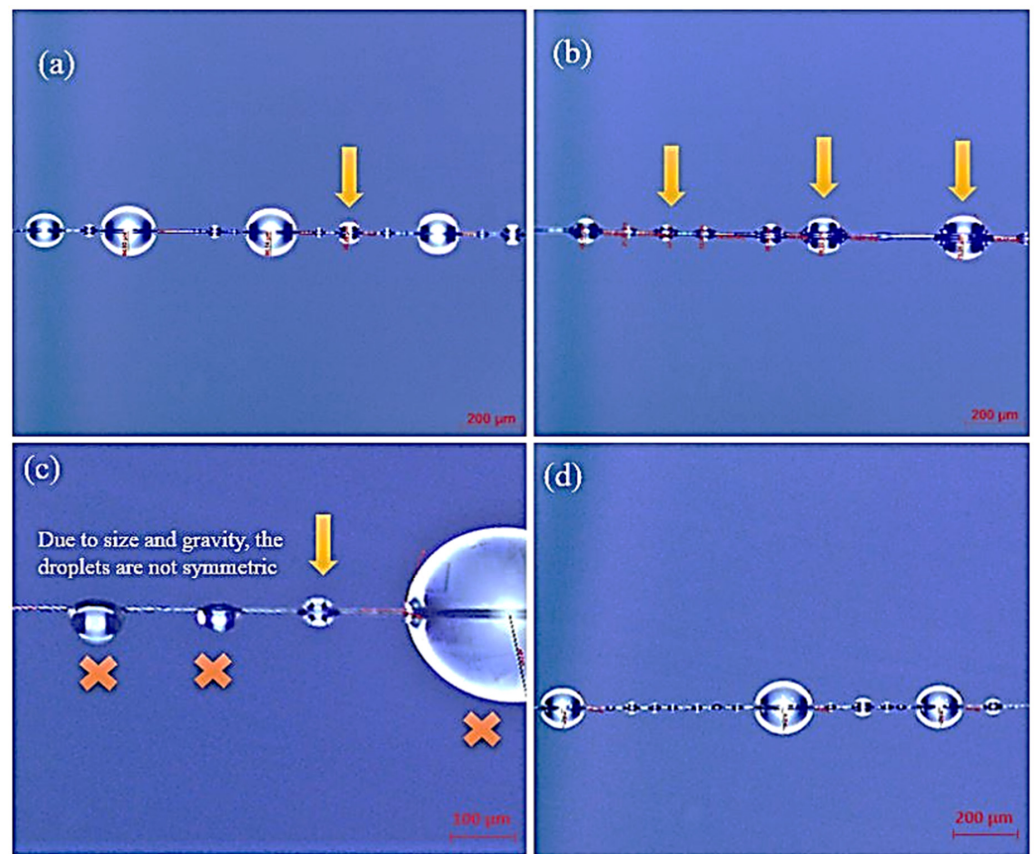 (a)
(b)
200 μm
200 μm
(c)
(d)
Due to size and gravity, the
droplets are not symmetric
100 μm
200 μm